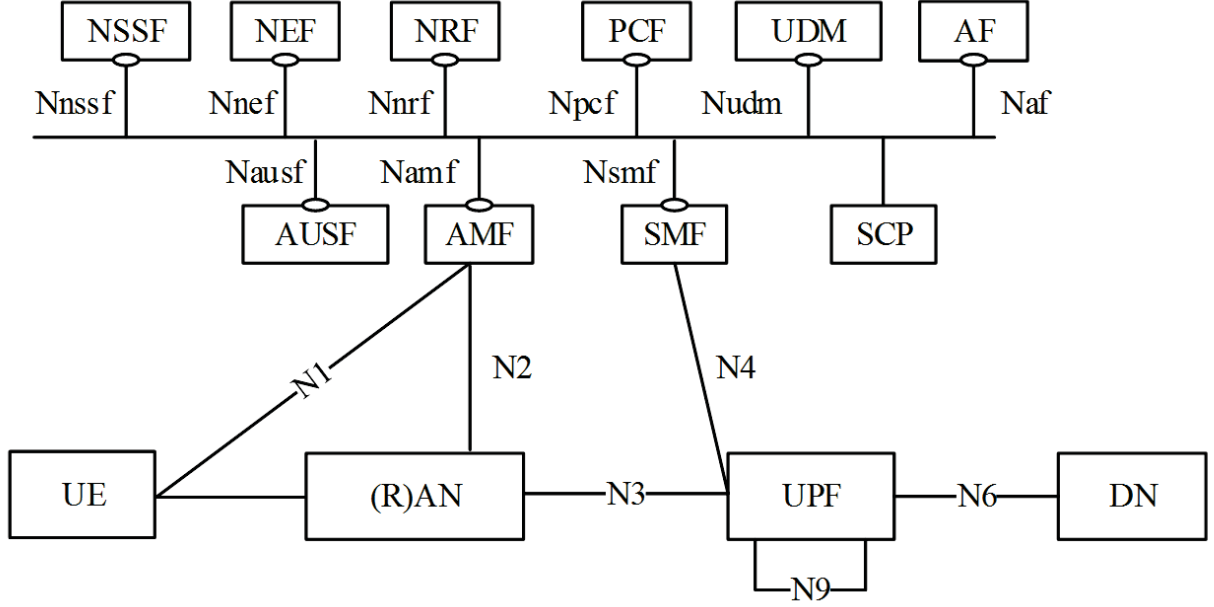 NSSF NEF NRF PCF UDM AF
Nnssf Nnef Nnrf Npcf Nudm Naf
Nausf Namf Nsmf
AUSF AMF SMF SCP
N1 N2 N4
UE (R)AN N3 UPF N6 DN
N9